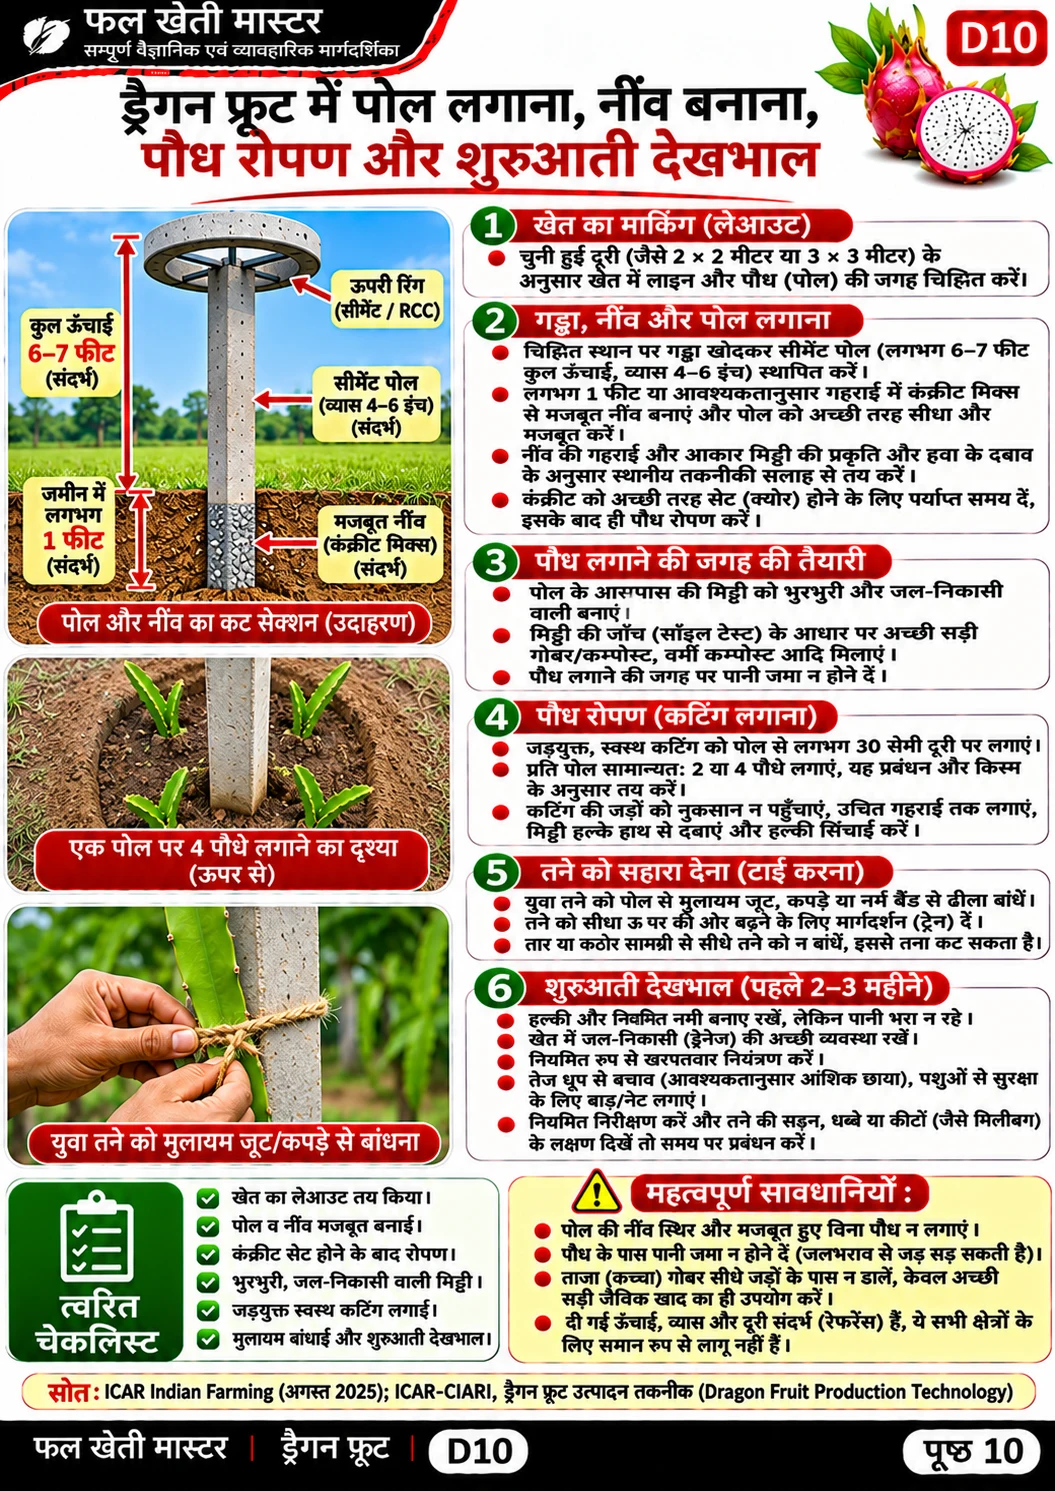 फल खेती मास्टर
सम्पूर्ण वैज्ञानिक एवं व्यावहारिक मार्गदर्शिका
D10
ड्रैगन फ्रूट में पोल लगाना, नींव बनाना,
पौध रोपण और शुरुआती देखभाल
कुल ऊँचाई
6–7 फीट
(संदर्भ)
ऊपरी रिंग
(सीमेंट / RCC)
सीमेंट पोल
(व्यास 4–6 इंच)
(संदर्भ)
जमीन में
लगभग
1 फीट
(संदर्भ)
मजबूत नींव
(कंक्रीट मिक्स)
(संदर्भ)
पोल और नींव का कट सेक्शन (उदाहरण)
एक पोल पर 4 पौधे लगाने का दृश्या
(ऊपर से)
युवा तने को मुलायम जूट/कपड़े से बांधना
1 खेत का मार्किंग (लेआउट)
चुनी हुई दूरी (जैसे 2 × 2 मीटर या 3 × 3 मीटर) के
अनुसार खेत में लाइन और पौध (पोल) की जगह चिह्नित करें।
2 गड्ढा, नींव और पोल लगाना
चिह्नित स्थान पर गड्ढा खोदकर सीमेंट पोल (लगभग 6–7 फीट
कुल ऊँचाई, व्यास 4–6 इंच) स्थापित करें।
लगभग 1 फीट या आवश्यकतानुसार गहराई में कंक्रीट मिक्स
से मजबूत नींव बनाएं और पोल को अच्छी तरह सीधा और
मजबूत करें।
नींव की गहराई और आकार मिट्टी की प्रकृति और हवा के दबाव
के अनुसार स्थानीय तकनीकी सलाह से तय करें।
कंक्रीट को अच्छी तरह सेट (क्योर) होने के लिए पर्याप्त समय दें,
इसके बाद ही पौध रोपण करें।
3 पौध लगाने की जगह की तैयारी
पोल के आसपास की मिट्टी को भुरभुरी और जल-निकासी
वाली बनाएं।
मिट्टी की जाँच (सॉइल टेस्ट) के आधार पर अच्छी सड़ी
गोबर/कम्पोस्ट, वर्मी कम्पोस्ट आदि मिलाएं।
पौध लगाने की जगह पर पानी जमा न होने दें।
4 पौध रोपण (कटिंग लगाना)
जड़युक्त, स्वस्थ कटिंग को पोल से लगभग 30 सेमी दूरी पर लगाएं।
प्रति पोल सामान्यत: 2 या 4 पौधे लगाएं, यह प्रबंधन और किस्म
के अनुसार तय करें।
कटिंग की जड़ों को नुकसान न पहुँचाएं, उचित गहराई तक लगाएं,
मिट्टी हल्के हाथ से दबाएं और हल्की सिंचाई करें।
5 तने को सहारा देना (टाई करना)
युवा तने को पोल से मुलायम जूट, कपड़े या नर्म बैंड से ढीला बांधें।
तने को सीधा ऊ पर की ओर बढ़ने के लिए मार्गदर्शन (ट्रेन) दें।
तार या कठोर सामग्री से सीधे तने को न बांधें, इससे तना कट सकता है।
6 शुरुआती देखभाल (पहले 2–3 महीने)
हल्की और नियमित नमी बनाए रखें, लेकिन पानी भरा न रहे।
खेत में जल-निकासी (ड्रेनेज) की अच्छी व्यवस्था रखें।
नियमित रुप से खरपतवार नियंत्रण करें।
तेज धूप से बचाव (आवश्यकतानुसार आंशिक छाया), पशुओं से सुरक्षा
के लिए बाड़/नेट लगाएं।
नियमित निरीक्षण करें और तने की सड़न, धब्बे या कीटों (जैसे मिलीबग)
के लक्षण दिखें तो समय पर प्रबंधन करें।
त्वरित
चेकलिस्ट
खेत का लेआउट तय किया।
पोल व नींव मजबूत बनाई।
कंक्रीट सेट होने के बाद रोपण।
भुरभुरी, जल-निकासी वाली मिट्टी।
जड़युक्त स्वस्थ कटिंग लगाई।
मुलायम बांधाई और शुरुआती देखभाल।
महत्वपूर्ण सावधानियों :
पोल की नींव स्थिर और मजबूत हुए विना पौध न लगाएं।
पौध के पास पानी जमा न होने दें (जलभराव से जड़ सड़ सकती है)।
ताजा (कच्चा) गोबर सीधे जड़ों के पास न डालें, केवल अच्छी
सड़ी जैविक खाद का ही उपयोग करें।
दी गई ऊँचाई, व्यास और दूरी संदर्भ (रेफरेंस) हैं, ये सभी क्षेत्रों के
लिए समान रुप से लागू नहीं हैं।
सोत : ICAR Indian Farming (अगस्त 2025); ICAR-CIARI, ड्रैगन फ्रूट उत्पादन तकनीक (Dragon Fruit Production Technology)
फल खेती मास्टर | ड्रैगन फ़्रूट | D10
पृष्ठ 10